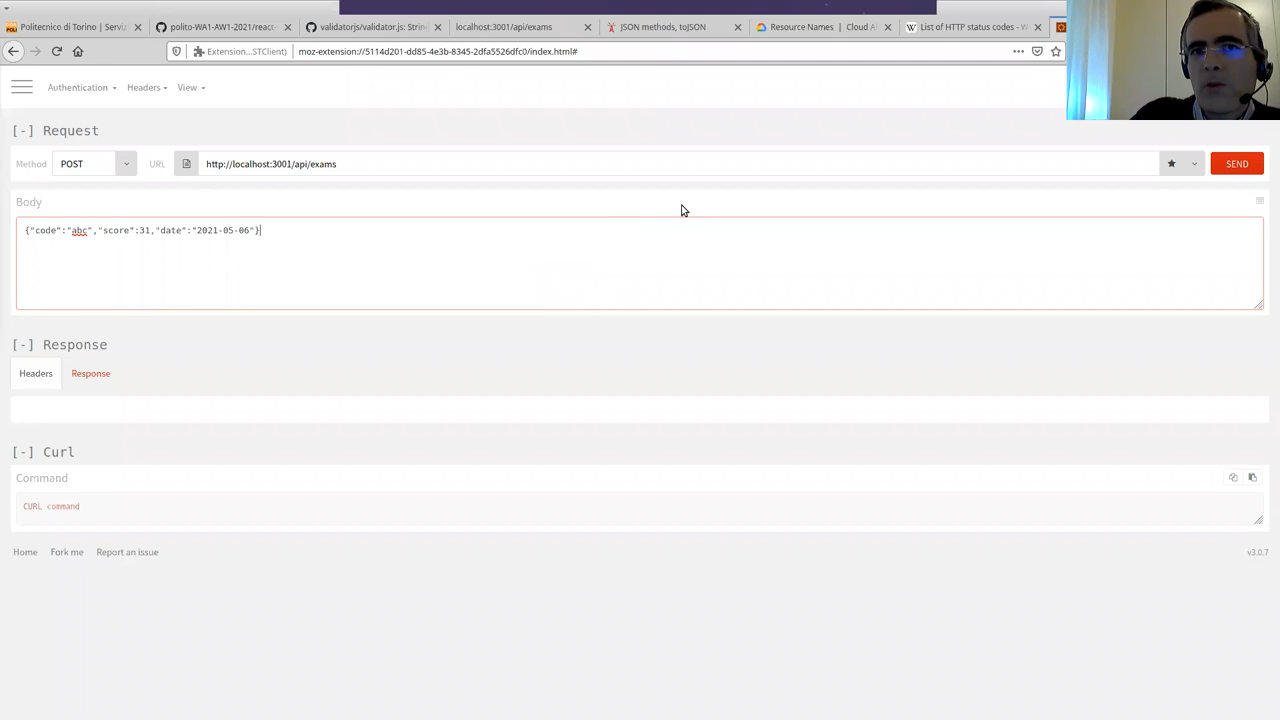 Politecnico di Torino | Serviz
polito-WA1-AW1-2021/react-
validatorjs/validator.js: Strin
localhost:3001/api/exams
JSON methods, toJSON
Resource Names | Cloud A
List of HTTP status codes - W
Extension...STClient)
moz-extension://5114d201-dd85-4e3b-8345-2dfa5526dfc0/index.html#
Authentication
Headers
View
[-] Request
Method
POST
URL
http://localhost:3001/api/exams
SEND
Body
{"code":"abc","score":31,"date":"2021-05-06"}
[-] Response
Headers
Response
[-] Curl
Command
CURL command
Home
Fork me
Report an issue
v3.0.7